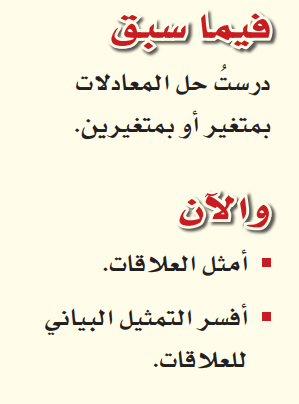 فيما سبق
درستُ حل المعادلات
بمتغير أو بمتغيرين.
والآن
▪ أمثل العلاقات.
▪ أفسر التمثيل البياني
للعلاقات.